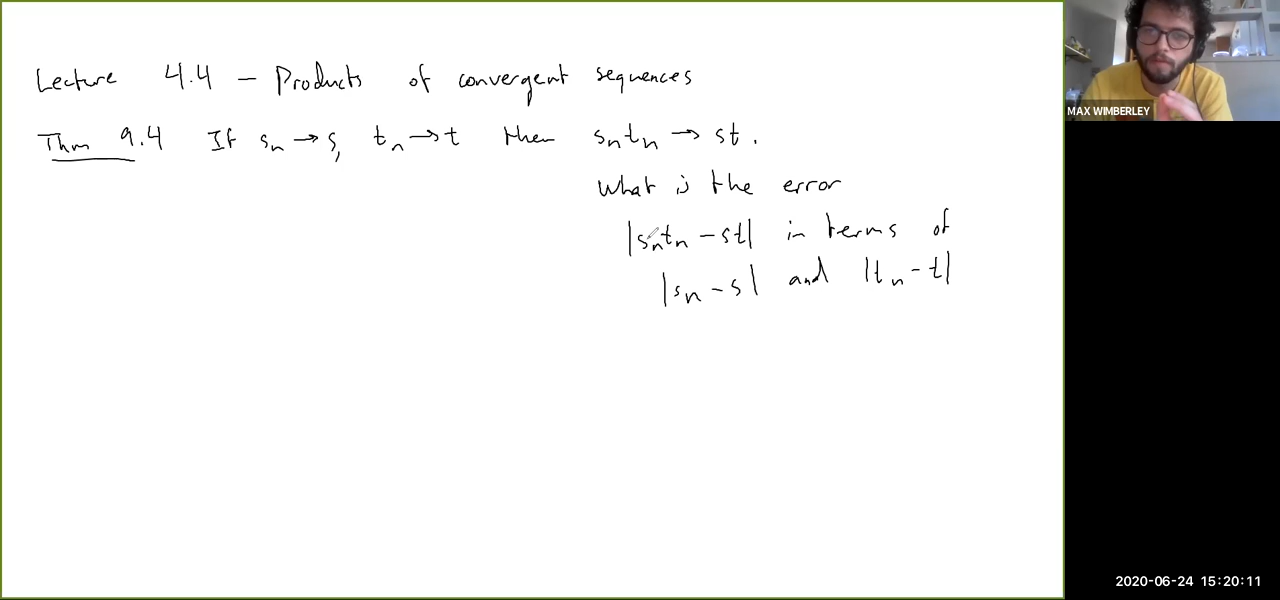 Lecture 4.4 – Products of convergent sequences
Thm 9.4 If sₙ → s, tₙ → t then sₙtₙ → st.
What is the error
|sₙtₙ – st| in terms of
|sₙ – s| and |tₙ – t|
MAX WIMBERLEY
2020-06-24 15:20:11